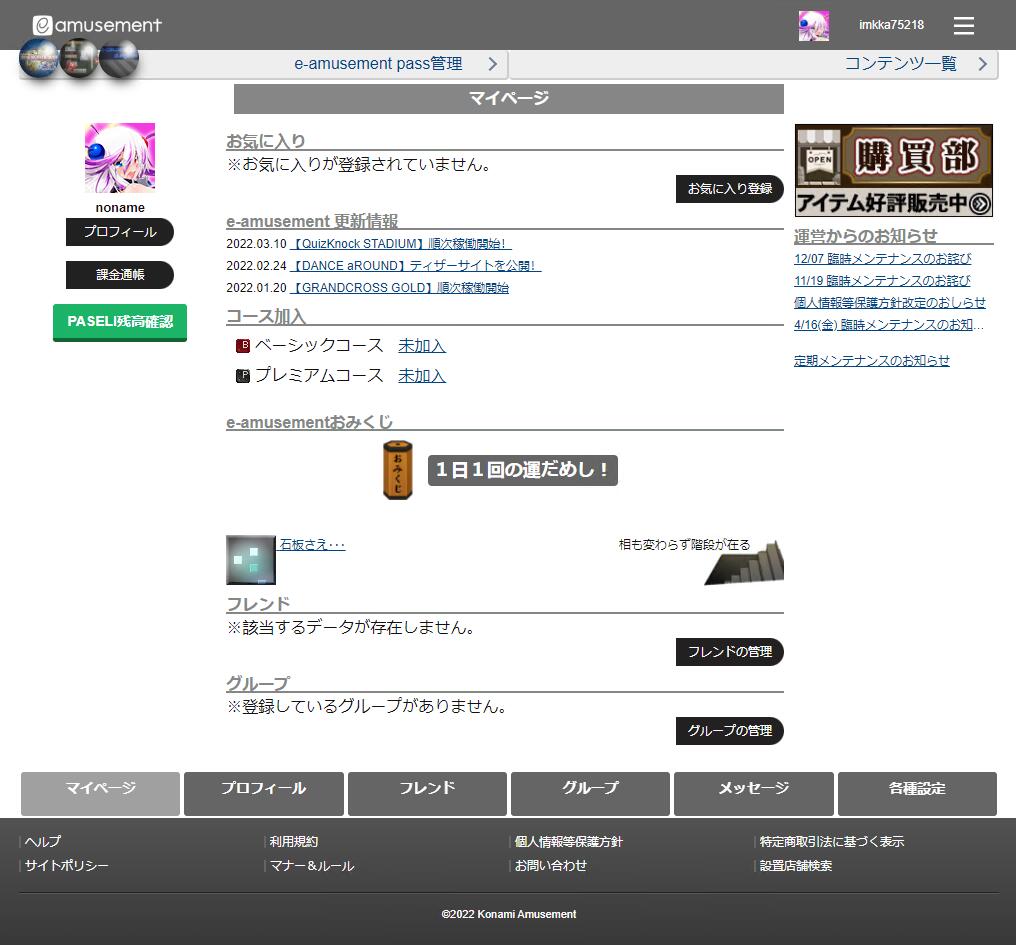 eamusement
imkka75218
e-amusement pass管理
コンテンツ一覧
マイページ
noname
プロフィール
課金通帳
PASELI残高確認
お気に入り
※お気に入りが登録されていません。
お気に入り登録
e-amusement 更新情報
2022.03.10 【QuizKnock STADIUM】順次稼働開始！
2022.02.24 【DANCE aROUND】ティザーサイトを公開！
2022.01.20 【GRANDCROSS GOLD】順次稼働開始
コース加入
B ベーシックコース 未加入
P プレミアムコース 未加入
e-amusementおみくじ
おみくじ
１日１回の運だめし！
石板さえ･･･
相も変わらず階段が在る
フレンド
※該当するデータが存在しません。
フレンドの管理
グループ
※登録しているグループがありません。
グループの管理
OPEN
購買部
アイテム好評販売中
運営からのお知らせ
12/07 臨時メンテナンスのお詫び
11/19 臨時メンテナンスのお詫び
個人情報等保護方針改定のおしらせ
4/16(金) 臨時メンテナンスのお知...
定期メンテナンスのお知らせ
マイページ プロフィール フレンド グループ メッセージ 各種設定
ヘルプ 利用規約 個人情報等保護方針 特定商取引法に基づく表示
サイトポリシー マナー＆ルール お問い合わせ 設置店舗検索
©2022 Konami Amusement